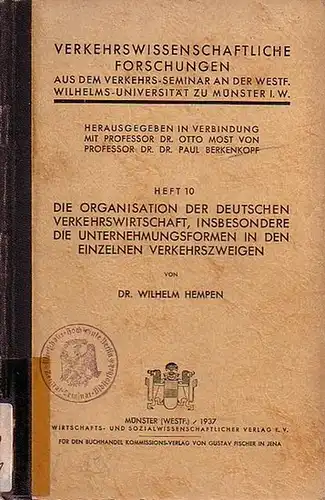 VERKEHRSWISSENSCHAFTLICHE
FORSCHUNGEN
AUS DEM VERKEHRS-SEMINAR AN DER WESTF.
WILHELMS-UNIVERSITÄT ZU MÜNSTER I. W.
HERAUSGEGEBEN IN VERBINDUNG
MIT PROFESSOR DR. OTTO MOST VON
PROFESSOR DR. DR. PAUL BERKENKOPF
HEFT 10
DIE ORGANISATION DER DEUTSCHEN
VERKEHRSWIRTSCHAFT, INSBESONDERE
DIE UNTERNEHMUNGSFORMEN IN DEN
EINZELNEN VERKEHRSZWEIGEN
VON
DR. WILHELM HEMPEN
MÜNSTER (WESTF.) / 1937
WIRTSCHAFTS- UND SOZIALWISSENSCHAFTLICHER VERLAG E. V.
FÜR DEN BUCHHANDEL KOMMISSIONS-VERLAG VON GUSTAV FISCHER IN JENA